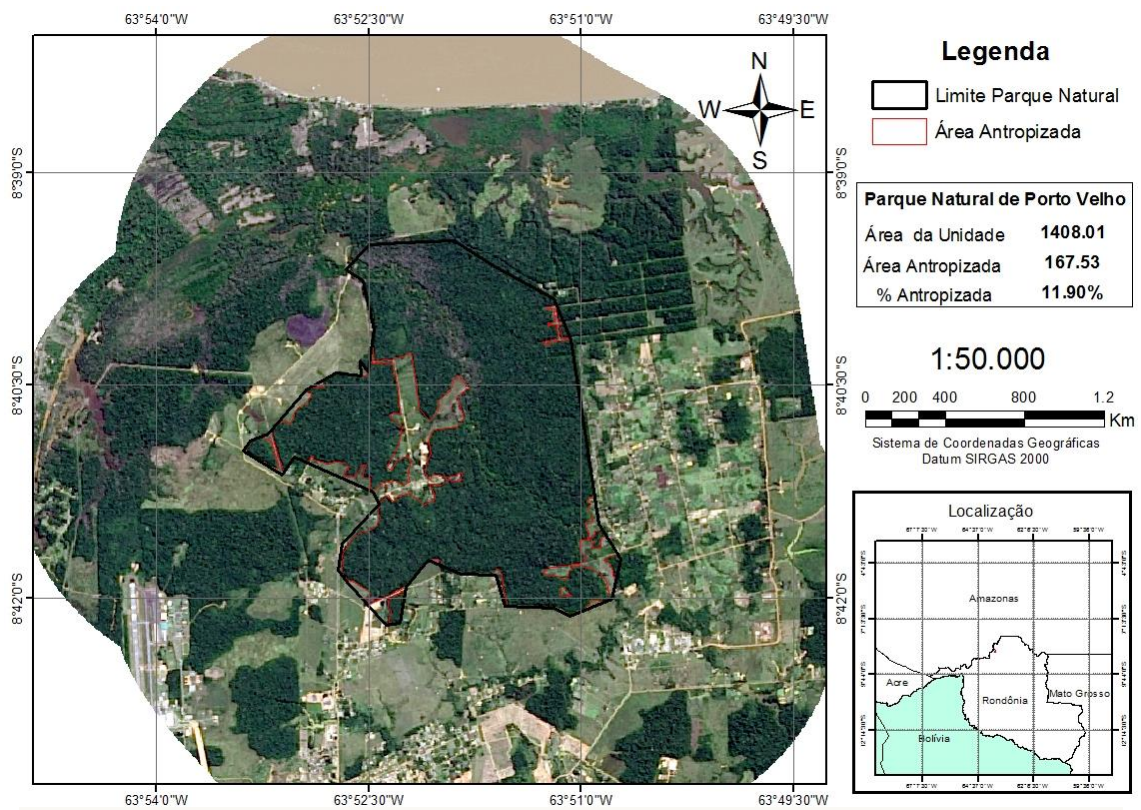 63°54'0"W 63°52'30"W 63°51'0"W 63°49'30"W
8°39'0"S
8°40'30"S
8°42'0"S
N
W E
S
8°39'0"S
8°40'30"S
8°42'0"S
63°54'0"W 63°52'30"W 63°51'0"W 63°49'30"W
Legenda
Limite Parque Natural
Área Antropizada
Parque Natural de Porto Velho
Área da Unidade 1408.01
Área Antropizada 167.53
% Antropizada 11.90%
1:50.000
0 200 400 800 1.2
Km
Sistema de Coordenadas Geográficas
Datum SIRGAS 2000
Localização
Amazonas
Acre
Rondônia
Mato Grosso
Bolívia